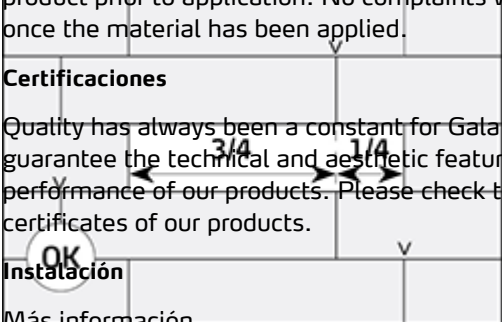 product prior to application. No complaints
once the material has been applied.
Certificaciones
Quality has always been a constant for Gala
3/4 1/4
guarantee the technical and aesthetic featur
performance of our products. Please check t
certificates of our products.
OK
Instalación
Más información